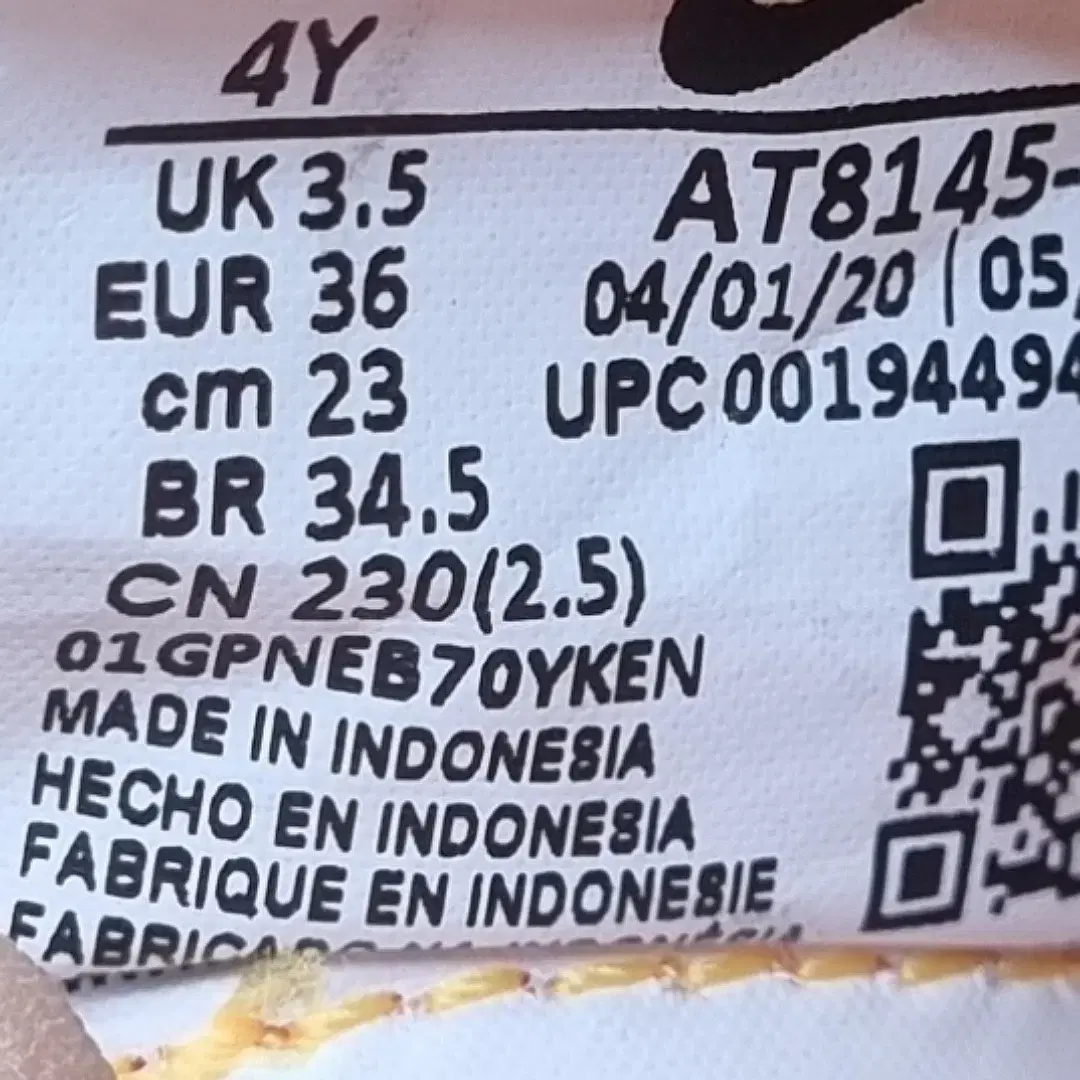 4Y
UK 3.5
EUR 36
cm 23
BR 34.5
CN 230(2.5)
AT8145-
04/01/20 | 05
UPC 00194494
01GPNEB70YKEN
MADE IN INDONESIA
HECHO EN INDONESIA
FABRIQUE EN INDONESIE